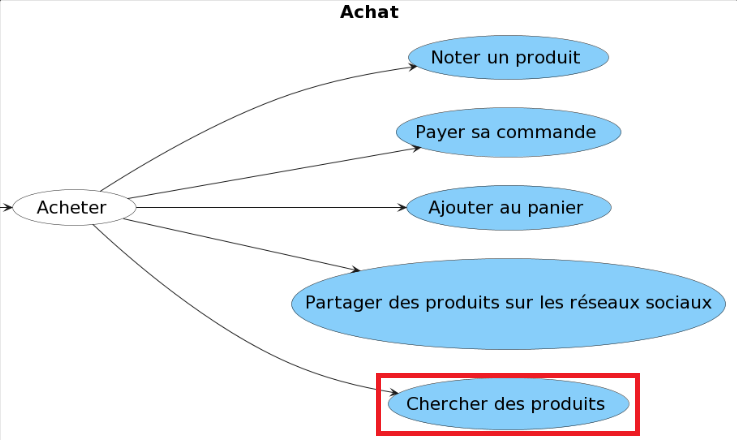 Achat
Noter un produit
Payer sa commande
Acheter
Ajouter au panier
Partager des produits sur les réseaux sociaux
Chercher des produits